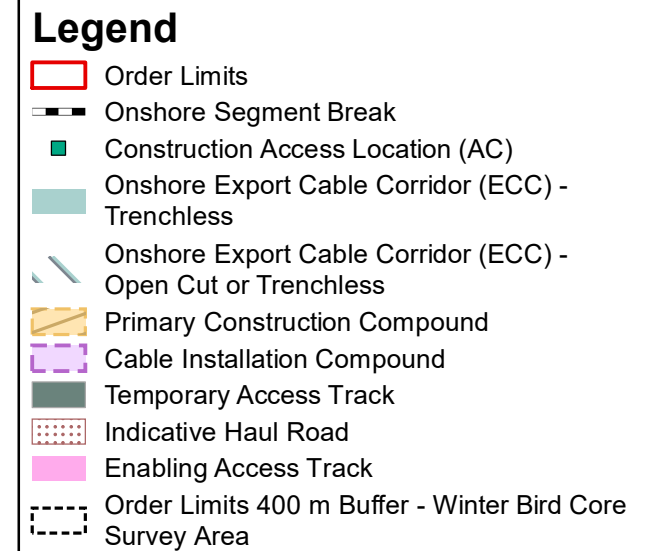 Legend
Order Limits
Onshore Segment Break
Construction Access Location (AC)
Onshore Export Cable Corridor (ECC) -
Trenchless
Onshore Export Cable Corridor (ECC) -
Open Cut or Trenchless
Primary Construction Compound
Cable Installation Compound
Temporary Access Track
Indicative Haul Road
Enabling Access Track
Order Limits 400 m Buffer - Winter Bird Core
Survey Area